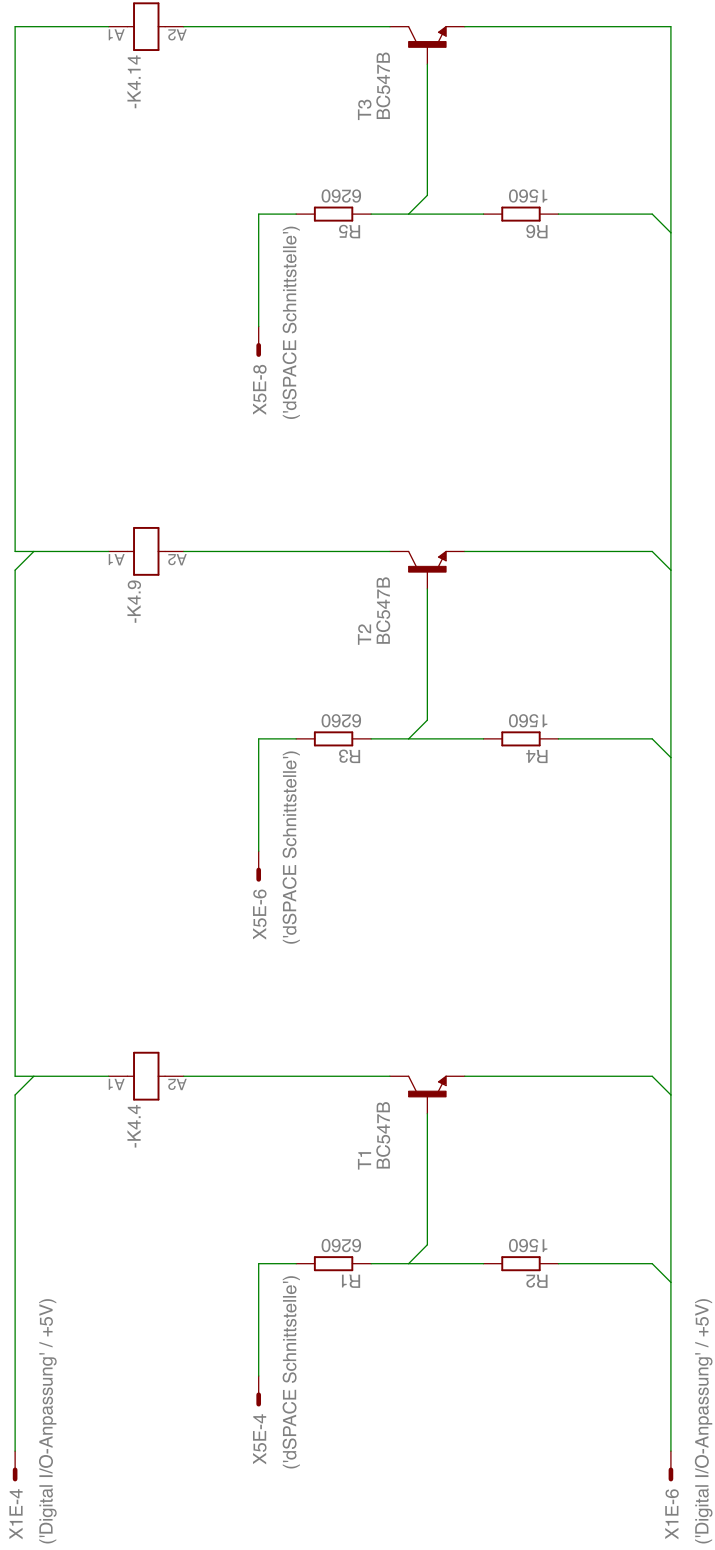 X1E-4
('Digital I/O-Anpassung' / +5V)
X5E-4
('dSPACE Schnittstelle')
R1
6260
R2
1560
T1
BC547B
-K4.4
A1
A2
X5E-6
('dSPACE Schnittstelle')
R3
6260
R4
1560
T2
BC547B
-K4.9
A1
A2
X5E-8
('dSPACE Schnittstelle')
R5
6260
R6
1560
T3
BC547B
-K4.14
A1
A2
X1E-6
('Digital I/O-Anpassung' / +5V)